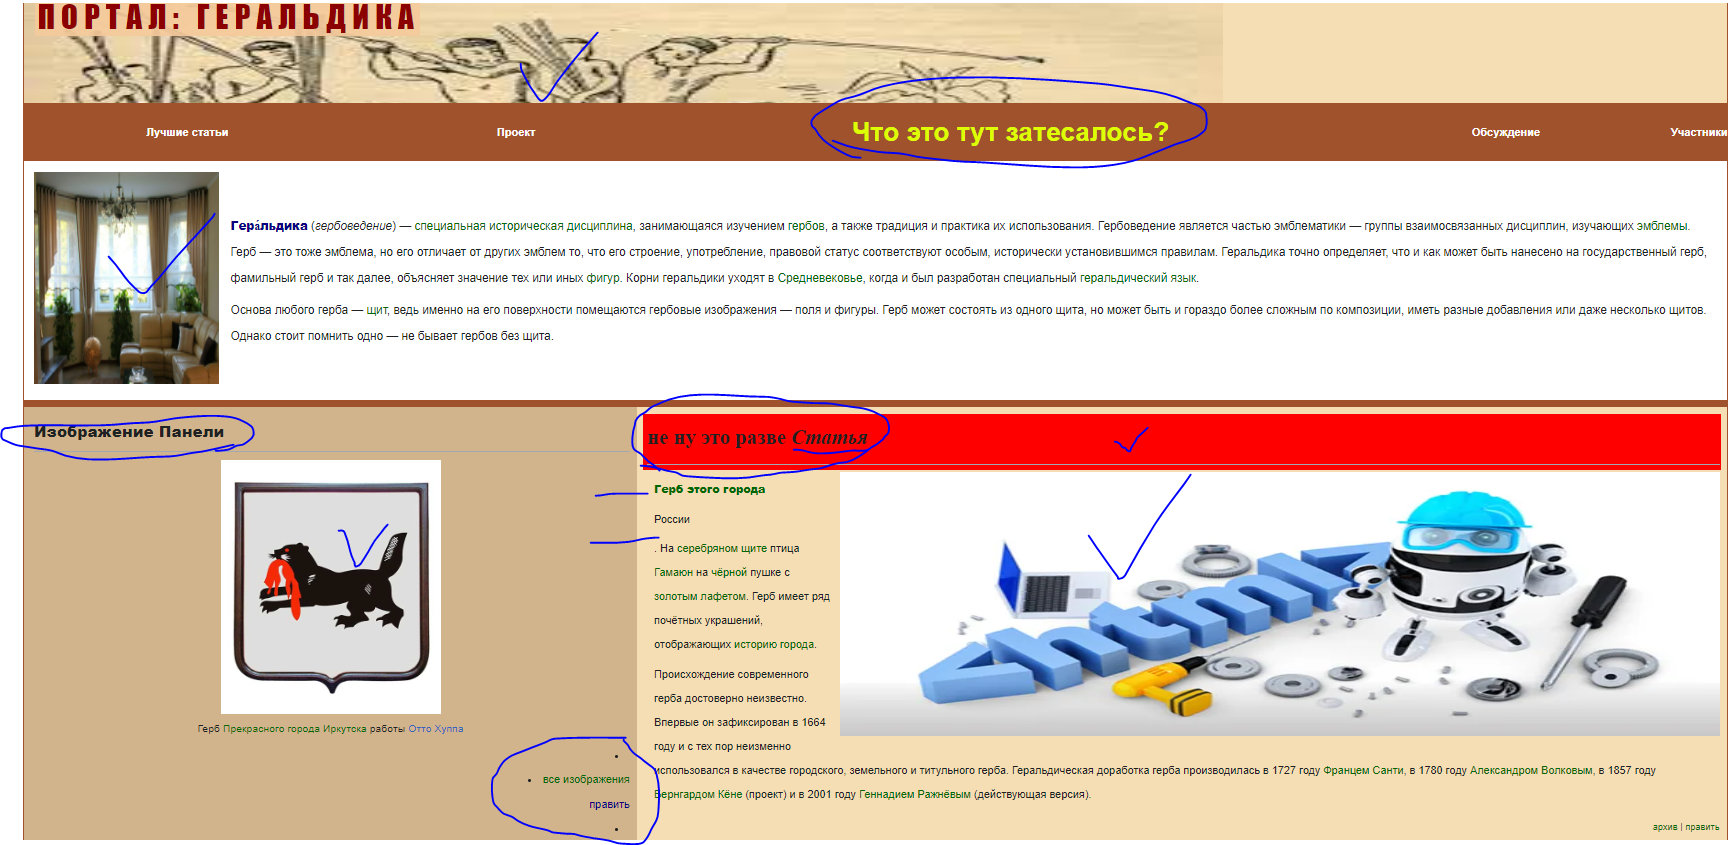 ПОРТАЛ: ГЕРАЛЬДИКА
Лучшие статьи
Проект
Что это тут затесалось?
Обсуждение
Участники
Гера́льдика (гербоведение) — специальная историческая дисциплина, занимающаяся изучением гербов, а также традиция и практика их использования. Гербоведение является частью эмблематики — группы взаимосвязанных дисциплин, изучающих эмблемы.
Герб — это тоже эмблема, но его отличает от других эмблем то, что его строение, употребление, правовой статус соответствуют особым, исторически установившимся правилам. Геральдика точно определяет, что и как может быть нанесено на государственный герб,
фамильный герб и так далее, объясняет значение тех или иных фигур. Корни геральдики уходят в Средневековье, когда и был разработан специальный геральдический язык.
Основа любого герба — щит, ведь именно на его поверхности помещаются гербовые изображения — поля и фигуры. Герб может состоять из одного щита, но может быть и гораздо более сложным по композиции, иметь разные добавления или даже несколько щитов.
Однако стоит помнить одно — не бывает гербов без щита.
Изображение Панели
Герб Прекрасного города Иркутска работы Отто Хуппа
все изображения
править
не ну это разве Статья
Герб этого города
России
. На серебряном щите птица
Гамаюн на чёрной пушке с
золотым лафетом. Герб имеет ряд
почётных украшений,
отображающих историю города.
Происхождение современного
герба достоверно неизвестно.
Впервые он зафиксирован в 1664
году и с тех пор неизменно
использовался в качестве городского, земельного и титульного герба. Геральдическая доработка герба производилась в 1727 году Францем Санти, в 1780 году Александром Волковым, в 1857 году
Бернгардом Кёне (проект) и в 2001 году Геннадием Ражнёвым (действующая версия).
архив | править